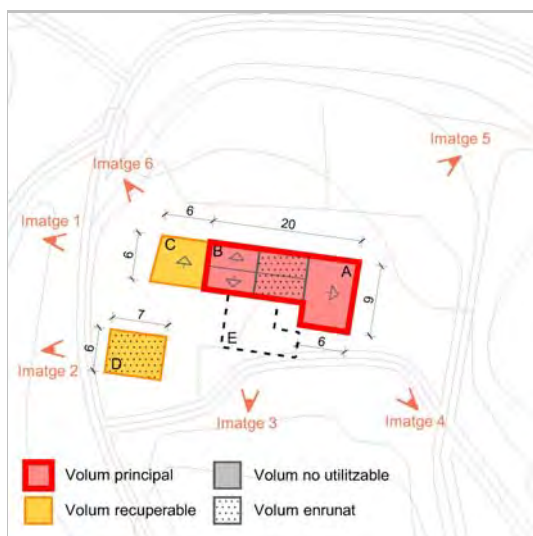 Imatge 5
Imatge 6
6
Imatge 1
20
C
B
A
6
9
7
E
6
6
D
Imatge 2
Imatge 3
Imatge 4
Volum principal
Volum no utilitzable
Volum recuperable
Volum enrunat